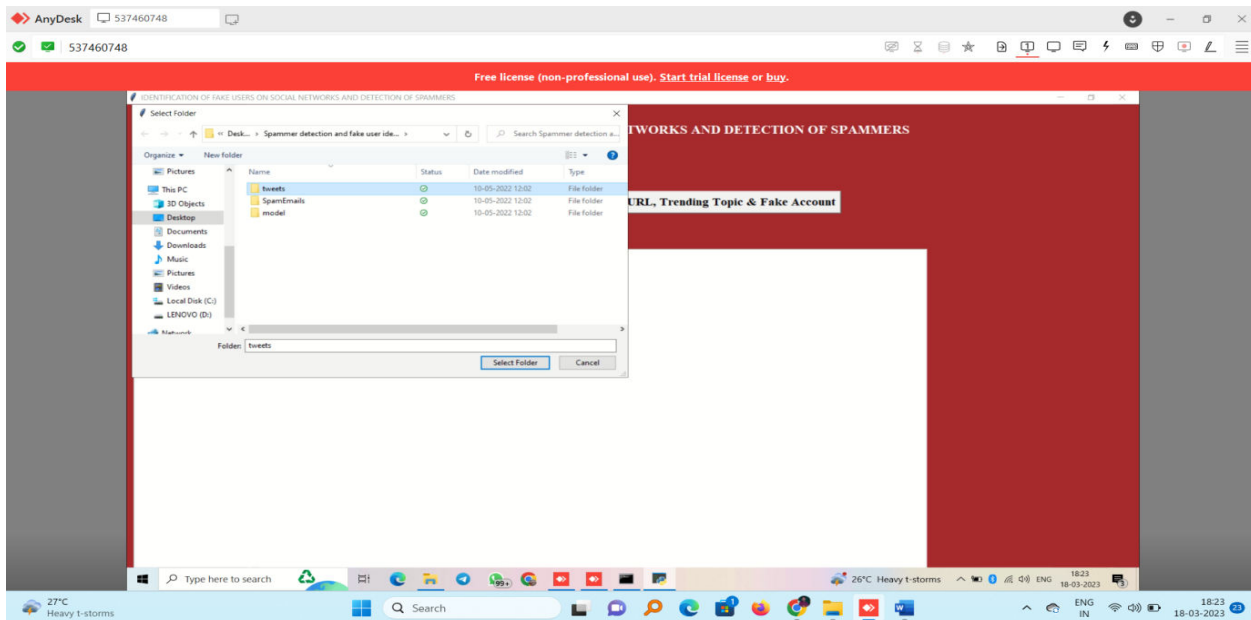 AnyDesk 537460748
537460748
Free license (non-professional use). Start trial license or buy.
IDENTIFICATION OF FAKE USERS ON SOCIAL NETWORKS AND DETECTION OF SPAMMERS
Select Folder
« Desk... › Spammer detection and fake user ide... ›
Search Spammer detection a...
TWORKS AND DETECTION OF SPAMMERS
Organize New folder
Name Status Date modified Type
Pictures
This PC
3D Objects
Desktop
Documents
Downloads
Music
Pictures
Videos
Local Disk (C:)
LENOVO (D:)
Network
tweets 10-05-2022 12:02 File folder
SpamEmails 10-05-2022 12:02 File folder
model 10-05-2022 12:02 File folder
URL, Trending Topic & Fake Account
Folder: tweets
Select Folder Cancel
Type here to search
99+
26°C Heavy t-storms ENG
18:23
18-03-2023
3
27°C
Heavy t-storms
Search
ENG
IN
18:23
18-03-2023
23